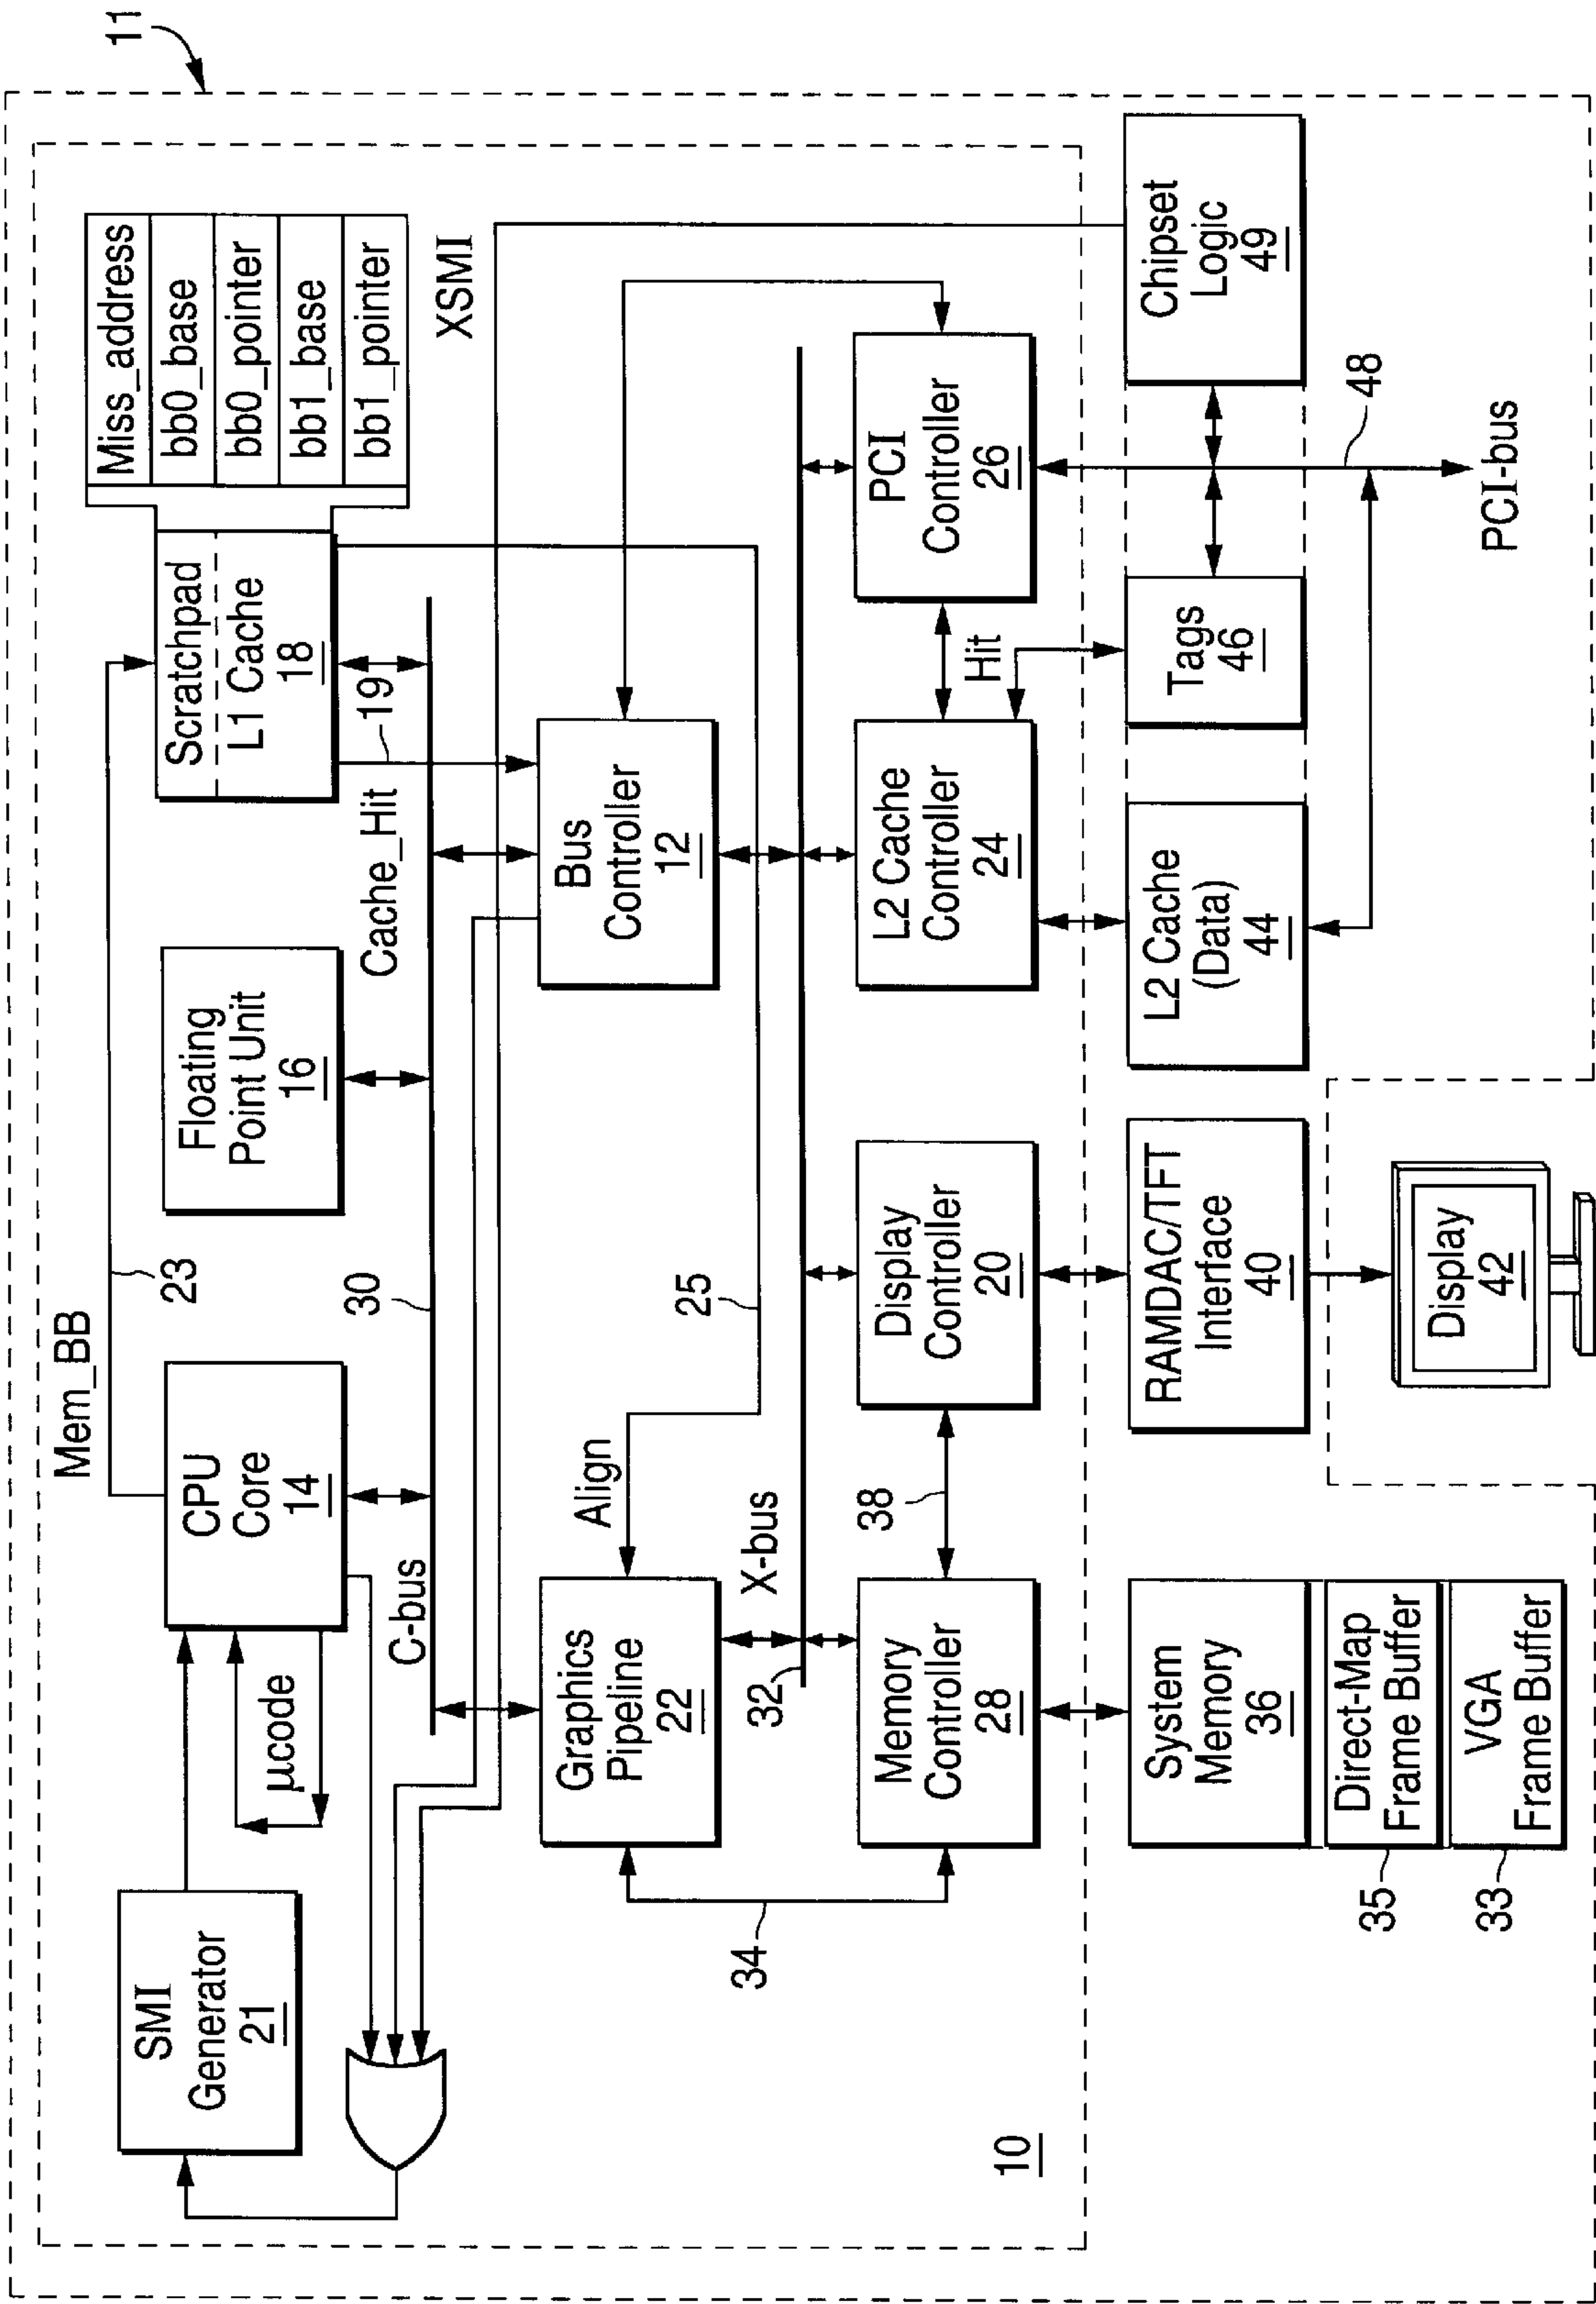 11
SMI
Generator
21
µcode
Mem_BB
CPU
Core
14
23
Floating
Point Unit
16
Scratchpad
L1 Cache
18
Miss_address
bb0_base
bb0_pointer
bb1_base
bb1_pointer
C-bus
30
Cache_Hit
19
XSMI
Graphics
Pipeline
22
Align
25
Bus
Controller
12
34
32
X-bus
Memory
Controller
28
38
Display
Controller
20
L2 Cache
Controller
24
Hit
PCI
Controller
26
10
System
Memory
36
RAMDAC/TFT
Interface
40
L2 Cache
(Data)
44
Tags
46
Chipset
Logic
49
35
Direct-Map
Frame Buffer
33
VGA
Frame Buffer
Display
42
48
PCI-bus